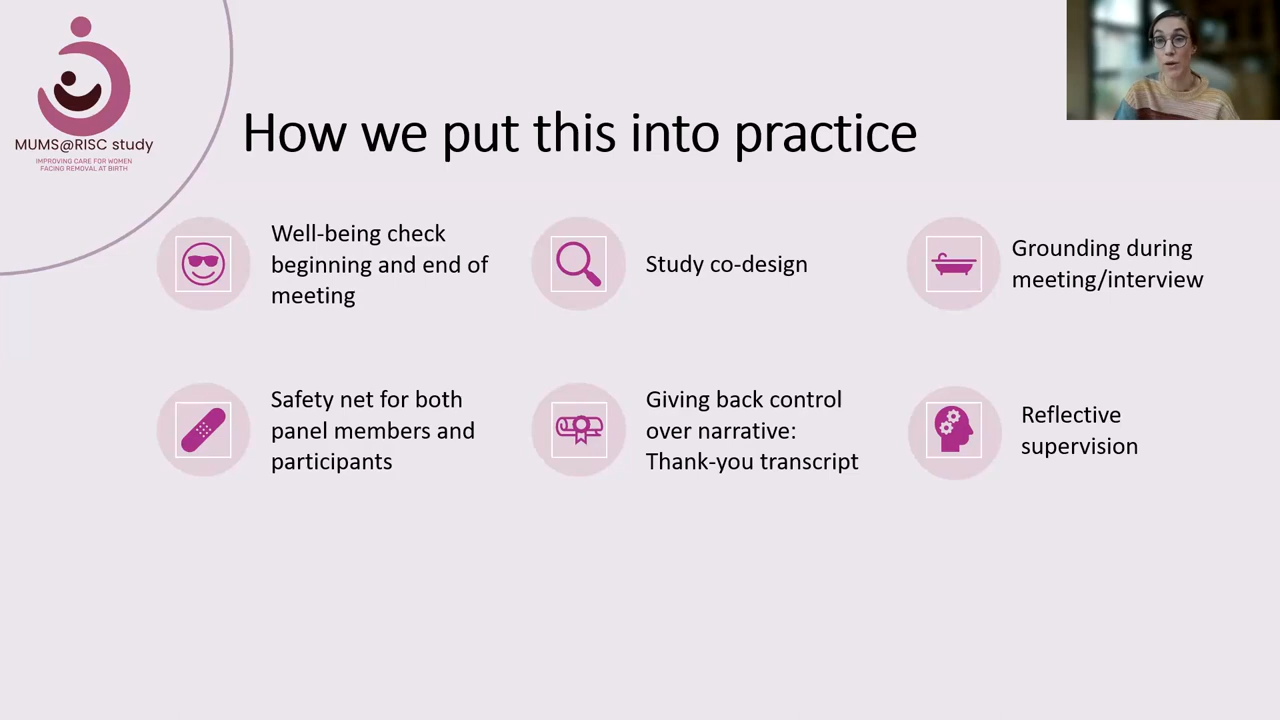 MUMS@RISC study
IMPROVING CARE FOR WOMEN
FACING REMOVAL AT BIRTH
How we put this into practice
Well-being check
beginning and end of
meeting
Study co-design
Grounding during
meeting/interview
Safety net for both
panel members and
participants
Giving back control
over narrative:
Thank-you transcript
Reflective
supervision